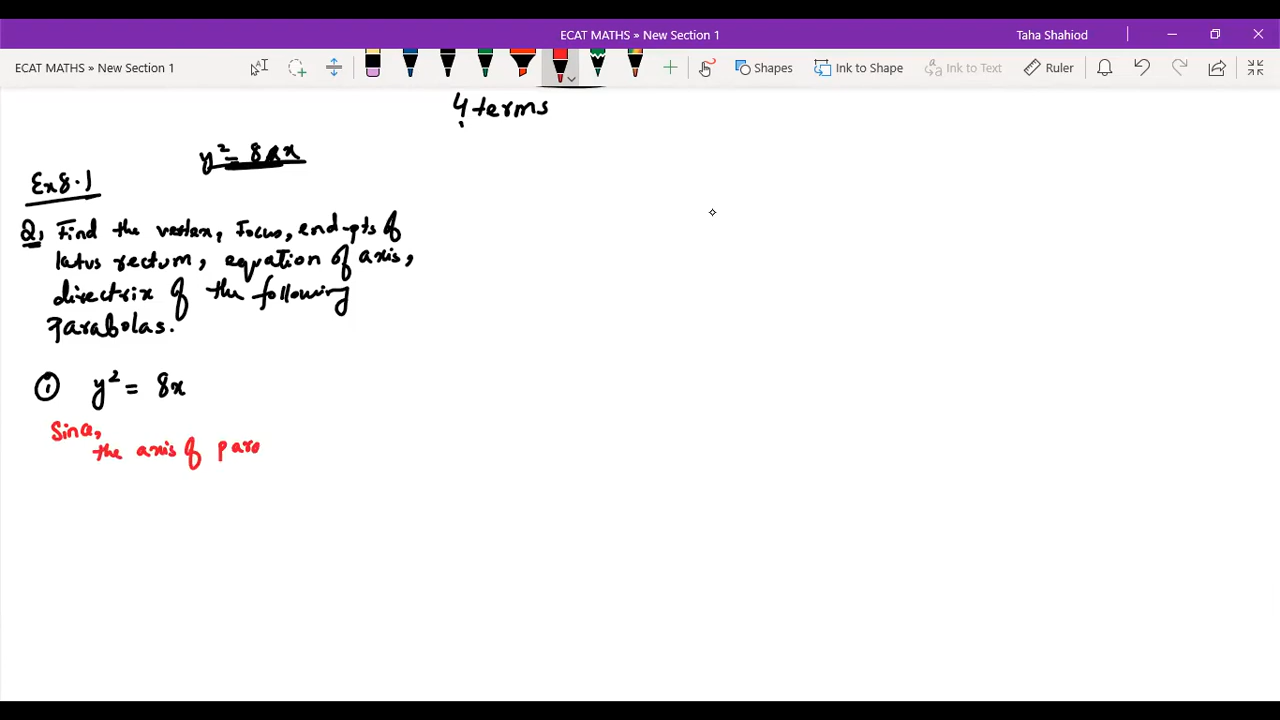 ECAT MATHS » New Section 1
Taha Shahiod
ECAT MATHS » New Section 1
Shapes
Ink to Shape
Ink to Text
Ruler
4 terms
y² = 8x
Ex8.1
Q1 Find the vertex, Focus, end-pts of
latus rectum, equation of axis,
directrix of the following
Parabolas.
① y² = 8x
Since,
the axis of para